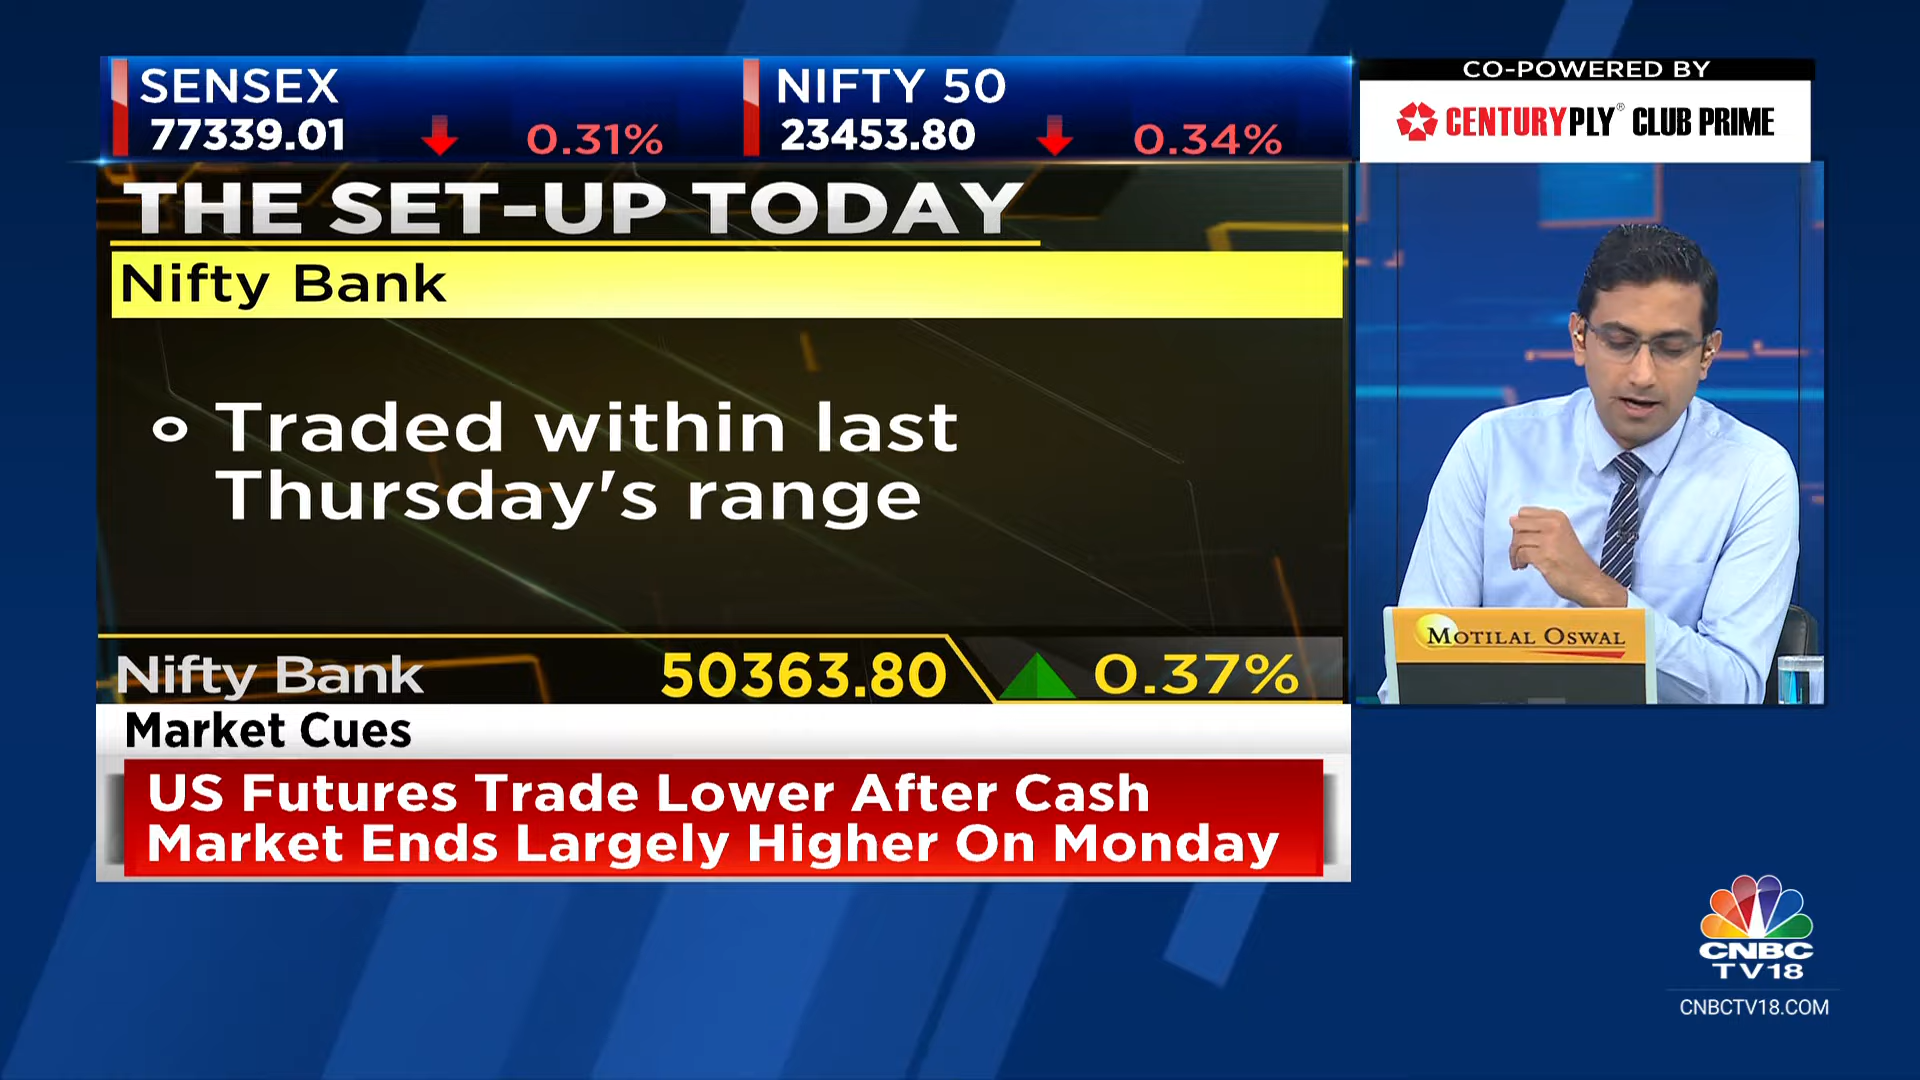 SENSEX
77339.01 0.31%
NIFTY 50
23453.80 0.34%
CO-POWERED BY
CENTURYPLY® CLUB PRIME
THE SET-UP TODAY
Nifty Bank
Traded within last
Thursday's range
Nifty Bank 50363.80 0.37%
MOTILAL OSWAL
Market Cues
US Futures Trade Lower After Cash
Market Ends Largely Higher On Monday
CNBC
TV18
CNBCTV18.COM